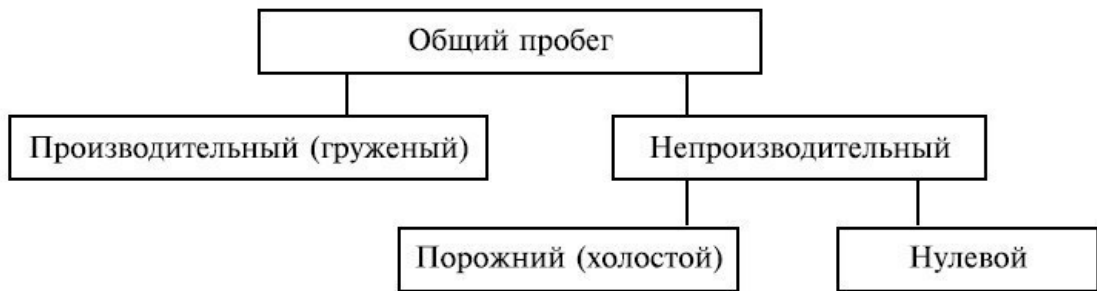 Общий пробег
Производительный (груженый)
Непроизводительный
Порожний (холостой)
Нулевой